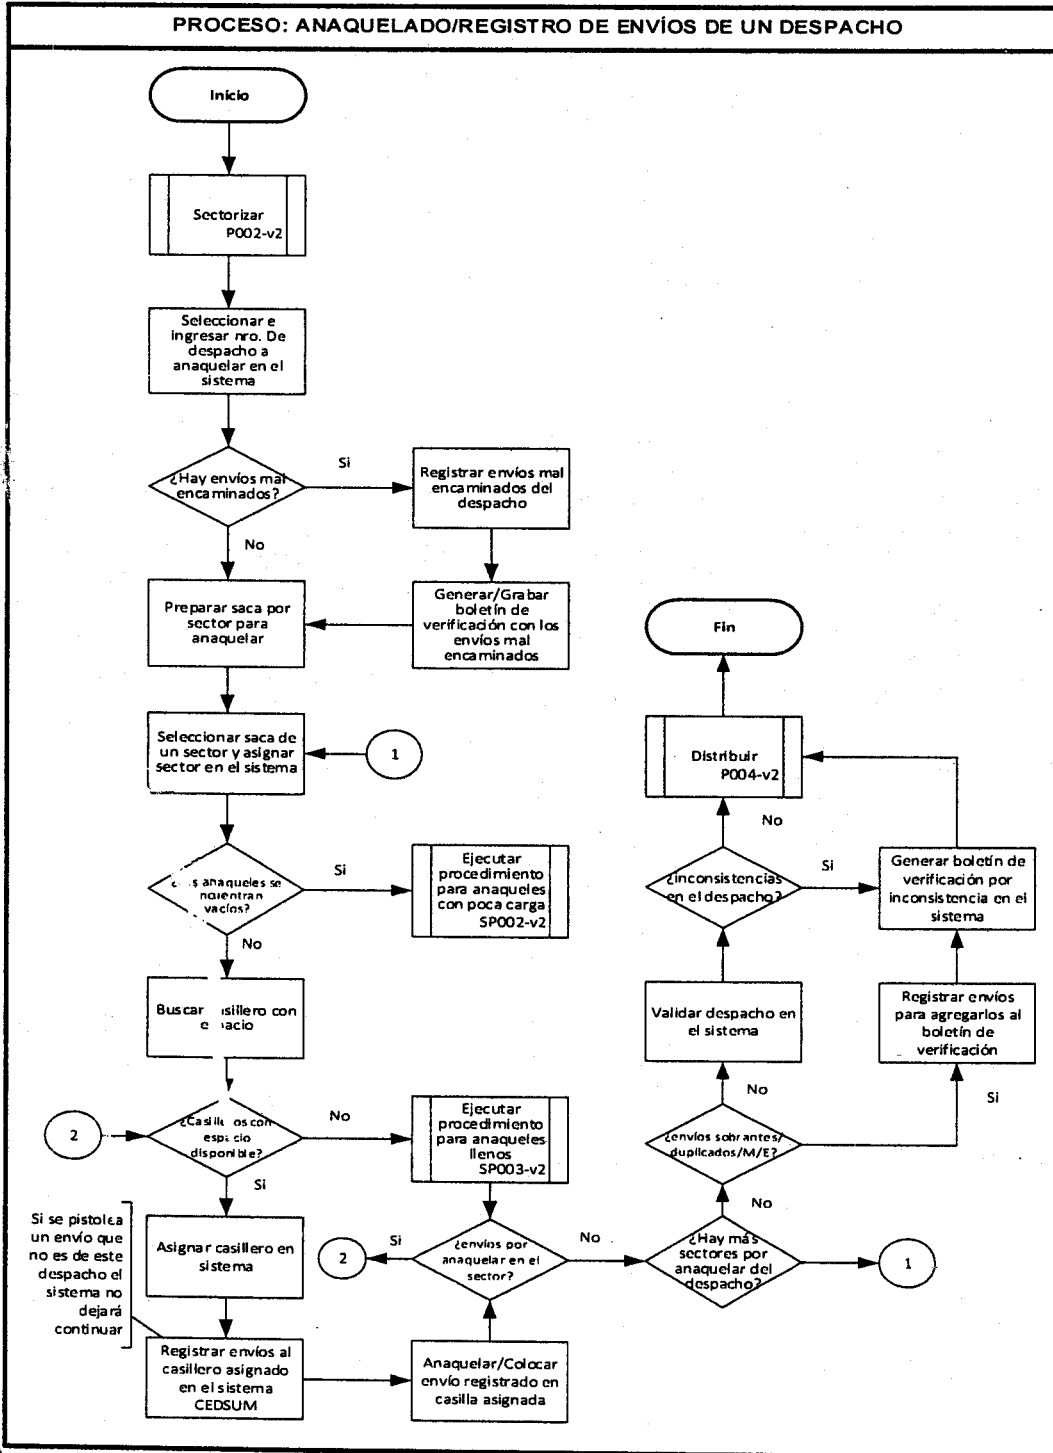 PROCESO: ANAQUELADO/REGISTRO DE ENVÍOS DE UN DESPACHO
Inicio
Sectorizar
P002-v2
Seleccionar e
ingresar nro. De
despacho a
anaquelar en el
sistema
¿Hay envíos mal
encaminados?
Si
Registrar envíos mal
encaminados del
despacho
No
Generar/Grabar
boletín de
verificación con los
envíos mal
encaminados
Preparar saca por
sector para
anaquelar
Seleccionar saca de
un sector y asignar
sector en el sistema
1
anaqueles se
vacíos?
Si
Ejecutar
procedimiento
para anaqueles
con poca carga
SP002-v2
No
Buscar con
2
espacio
disponible?
No
Ejecutar
procedimiento
para anaqueles
llenos
SP003-v2
Si
Si se pistolea
un envío que
no es de este
despacho el
sistema no
dejará
continuar
Asignar casillero en
sistema
Registrar envíos al
casillero asignado
en el sistema
CEDSUM
Anaquelar/Colocar
envío registrado en
casilla asignada
¿envíos por
anaquelar en el
sector?
Si
2
No
¿Hay más
sectores por
anaquelar del
despacho?
1
No
¿envíos sobrantes/
duplicados/M/E?
Si
Registrar envíos
para agregarlos al
boletín de
verificación
No
Validar despacho en
el sistema
¿inconsistencias
en el despacho?
Si
Generar boletín de
verificación por
inconsistencia en el
sistema
No
Distribuir
P004-v2
Fin